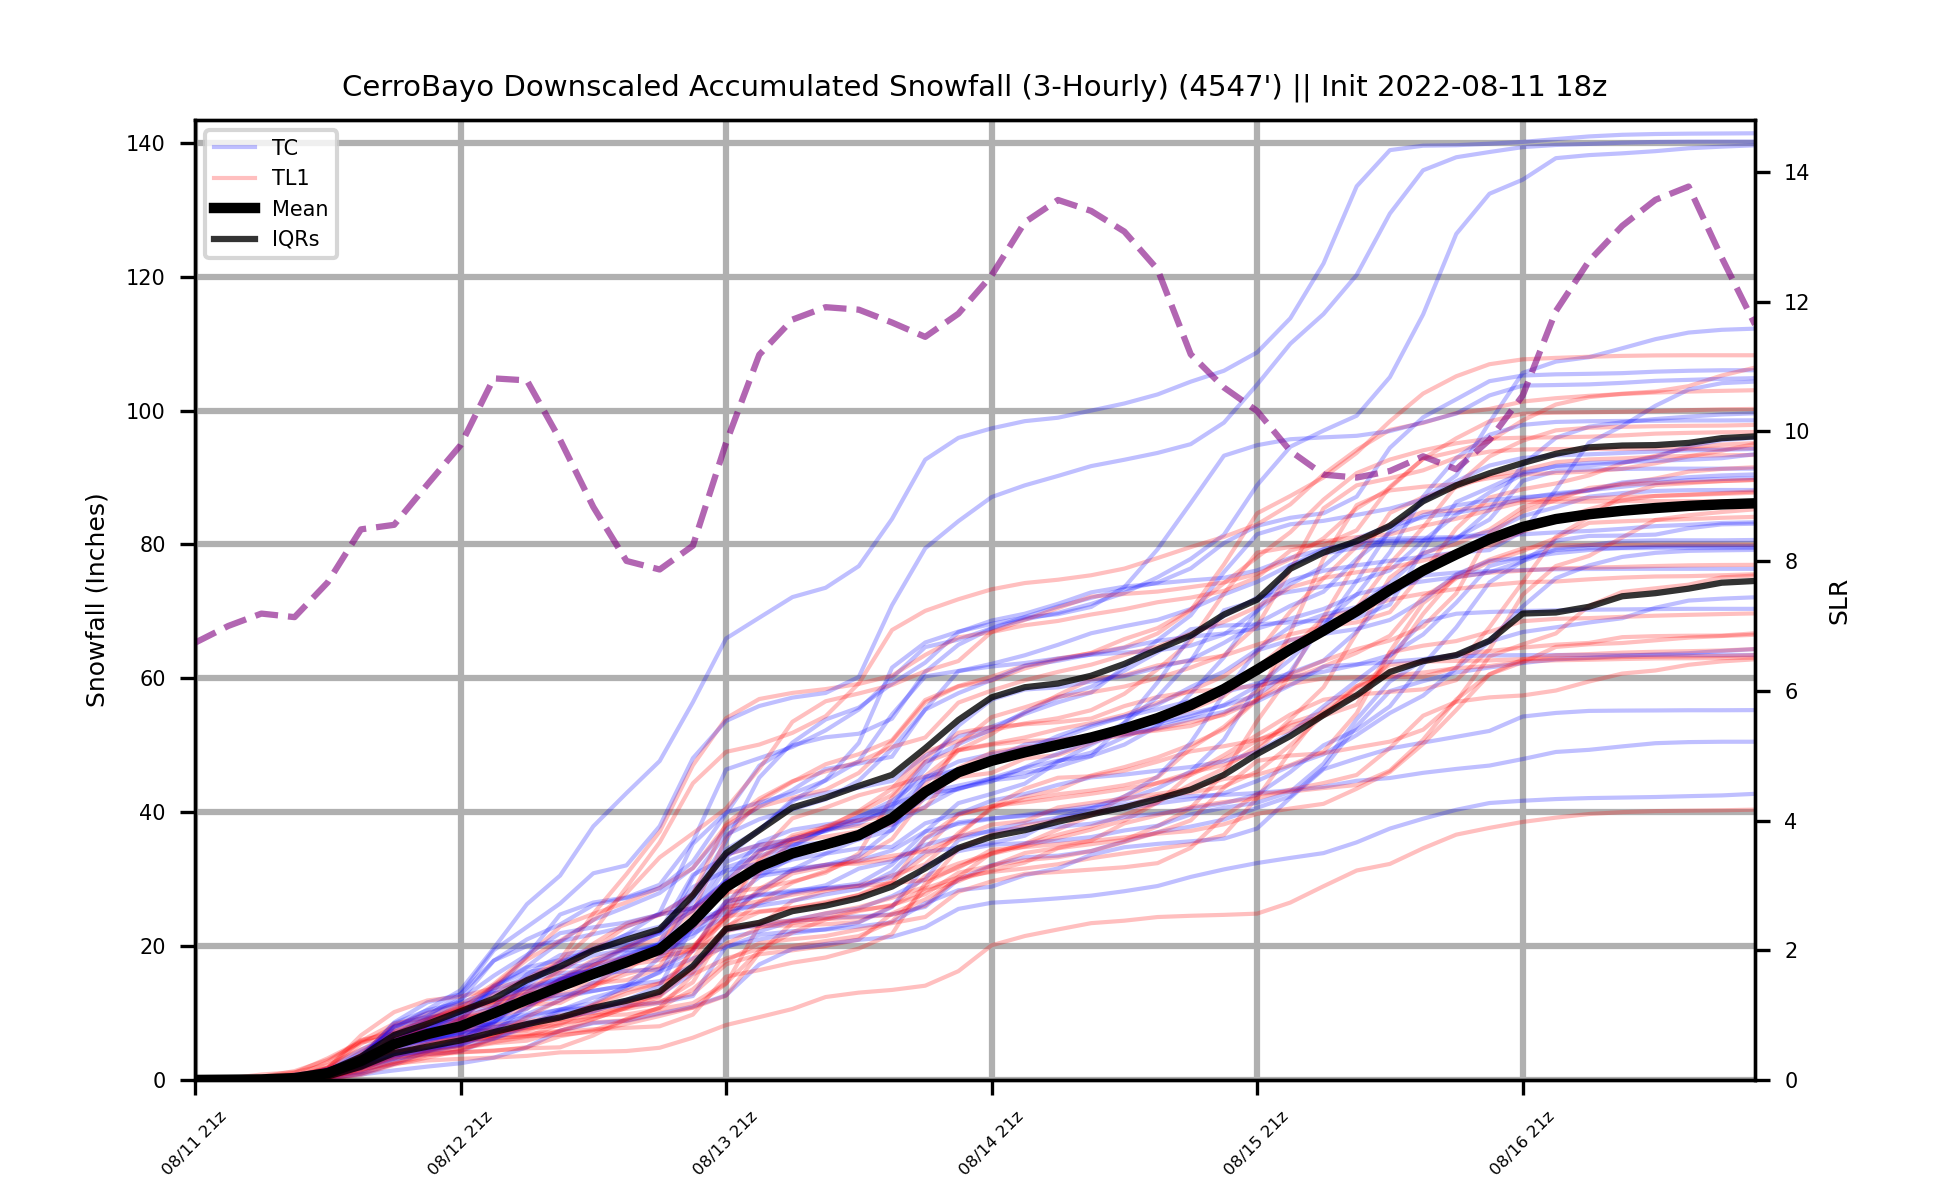 CerroBayo Downscaled Accumulated Snowfall (3-Hourly) (4547') || Init 2022-08-11 18z
TC
TL1
Mean
IQRs
Snowfall (Inches)
140
120
100
80
60
40
20
0
14
12
10
8
6
4
2
0
SLR
08/11 21z
08/12 21z
08/13 21z
08/14 21z
08/15 21z
08/16 21z